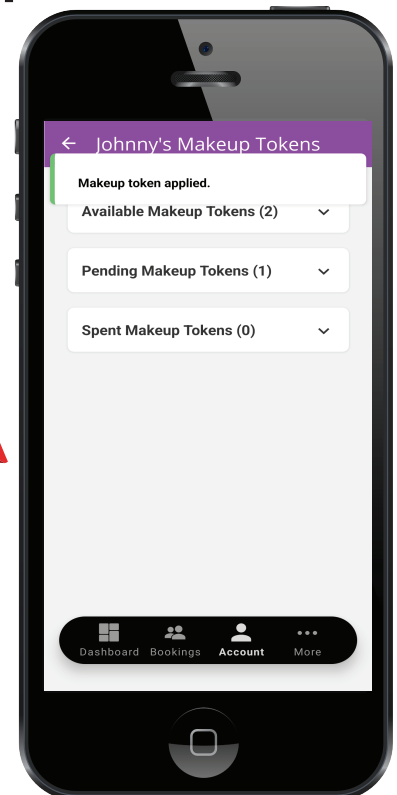 Johnny's Makeup Tokens
Makeup token applied.
Available Makeup Tokens (2)
Pending Makeup Tokens (1)
Spent Makeup Tokens (0)
Dashboard Bookings Account More